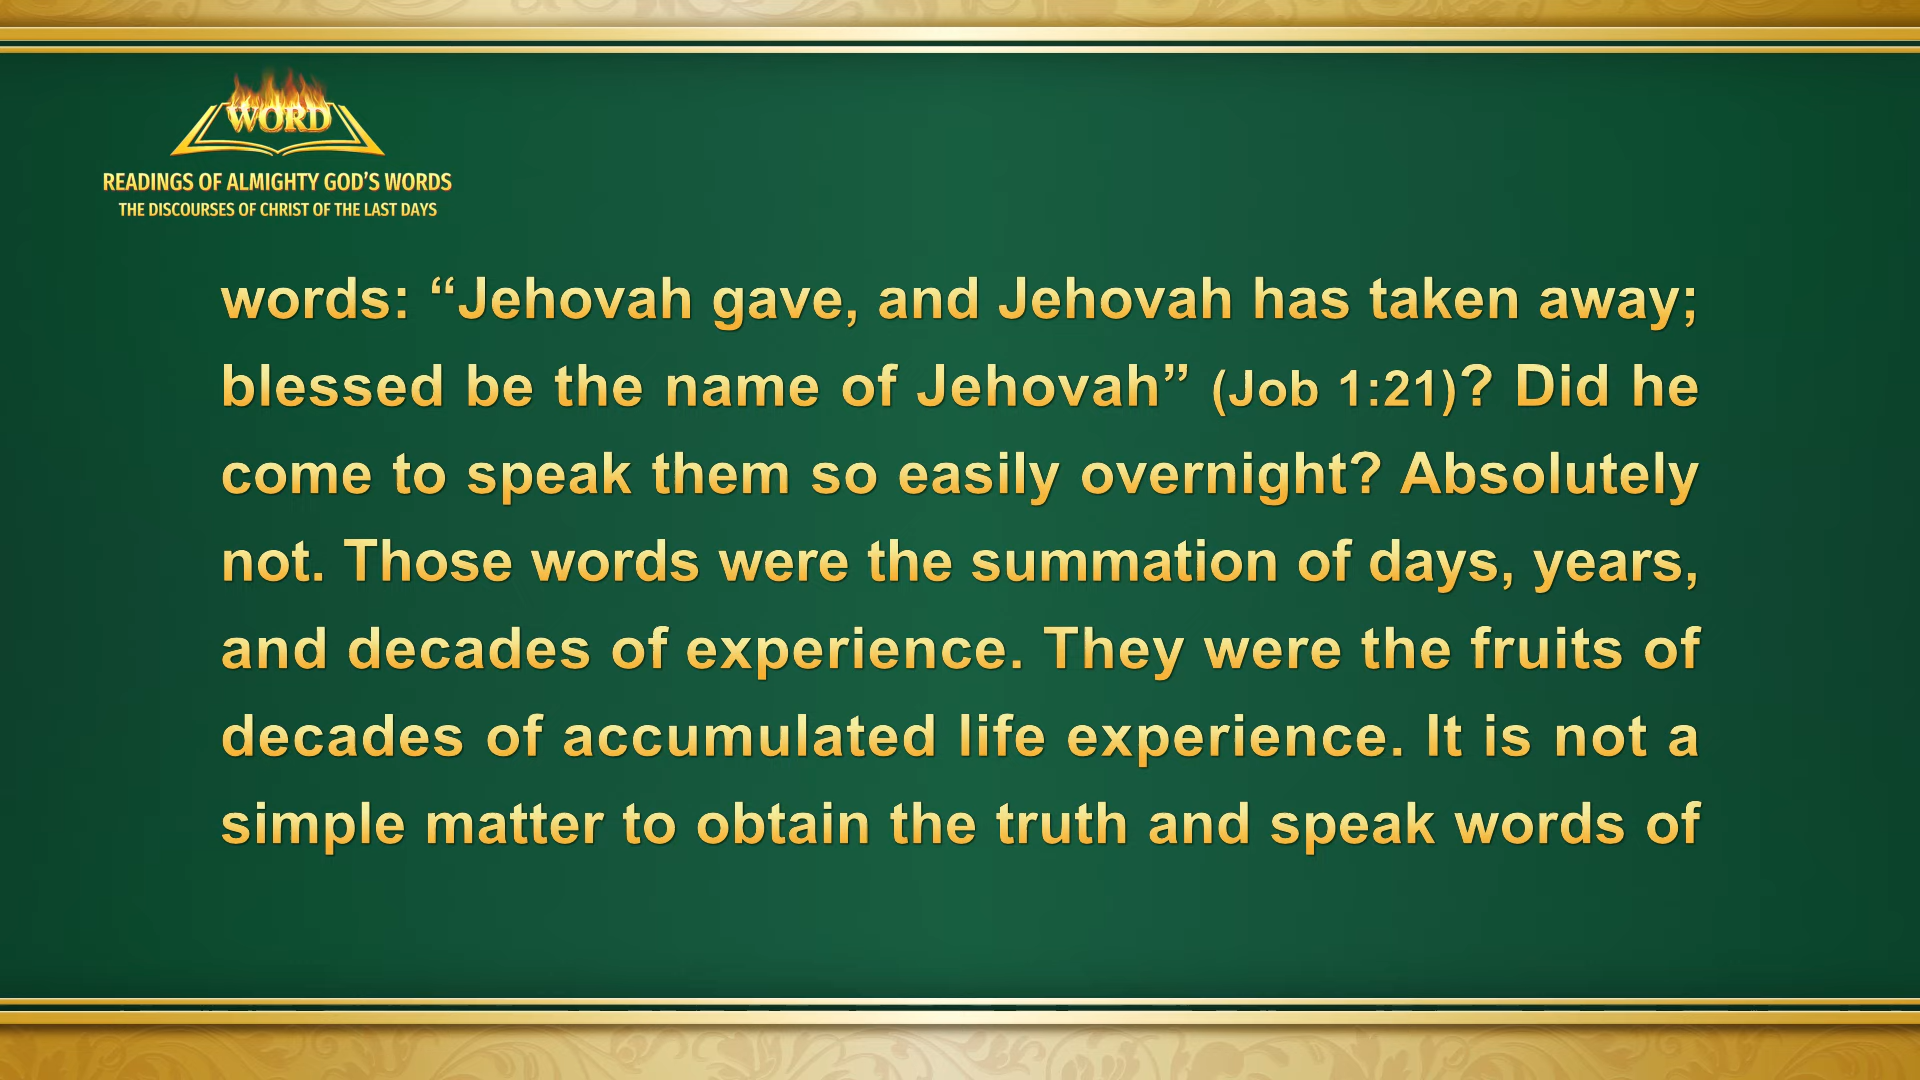 WORD
READINGS OF ALMIGHTY GOD’S WORDS
THE DISCOURSES OF CHRIST OF THE LAST DAYS
words: “Jehovah gave, and Jehovah has taken away;
blessed be the name of Jehovah” (Job 1:21)? Did he
come to speak them so easily overnight? Absolutely
not. Those words were the summation of days, years,
and decades of experience. They were the fruits of
decades of accumulated life experience. It is not a
simple matter to obtain the truth and speak words of